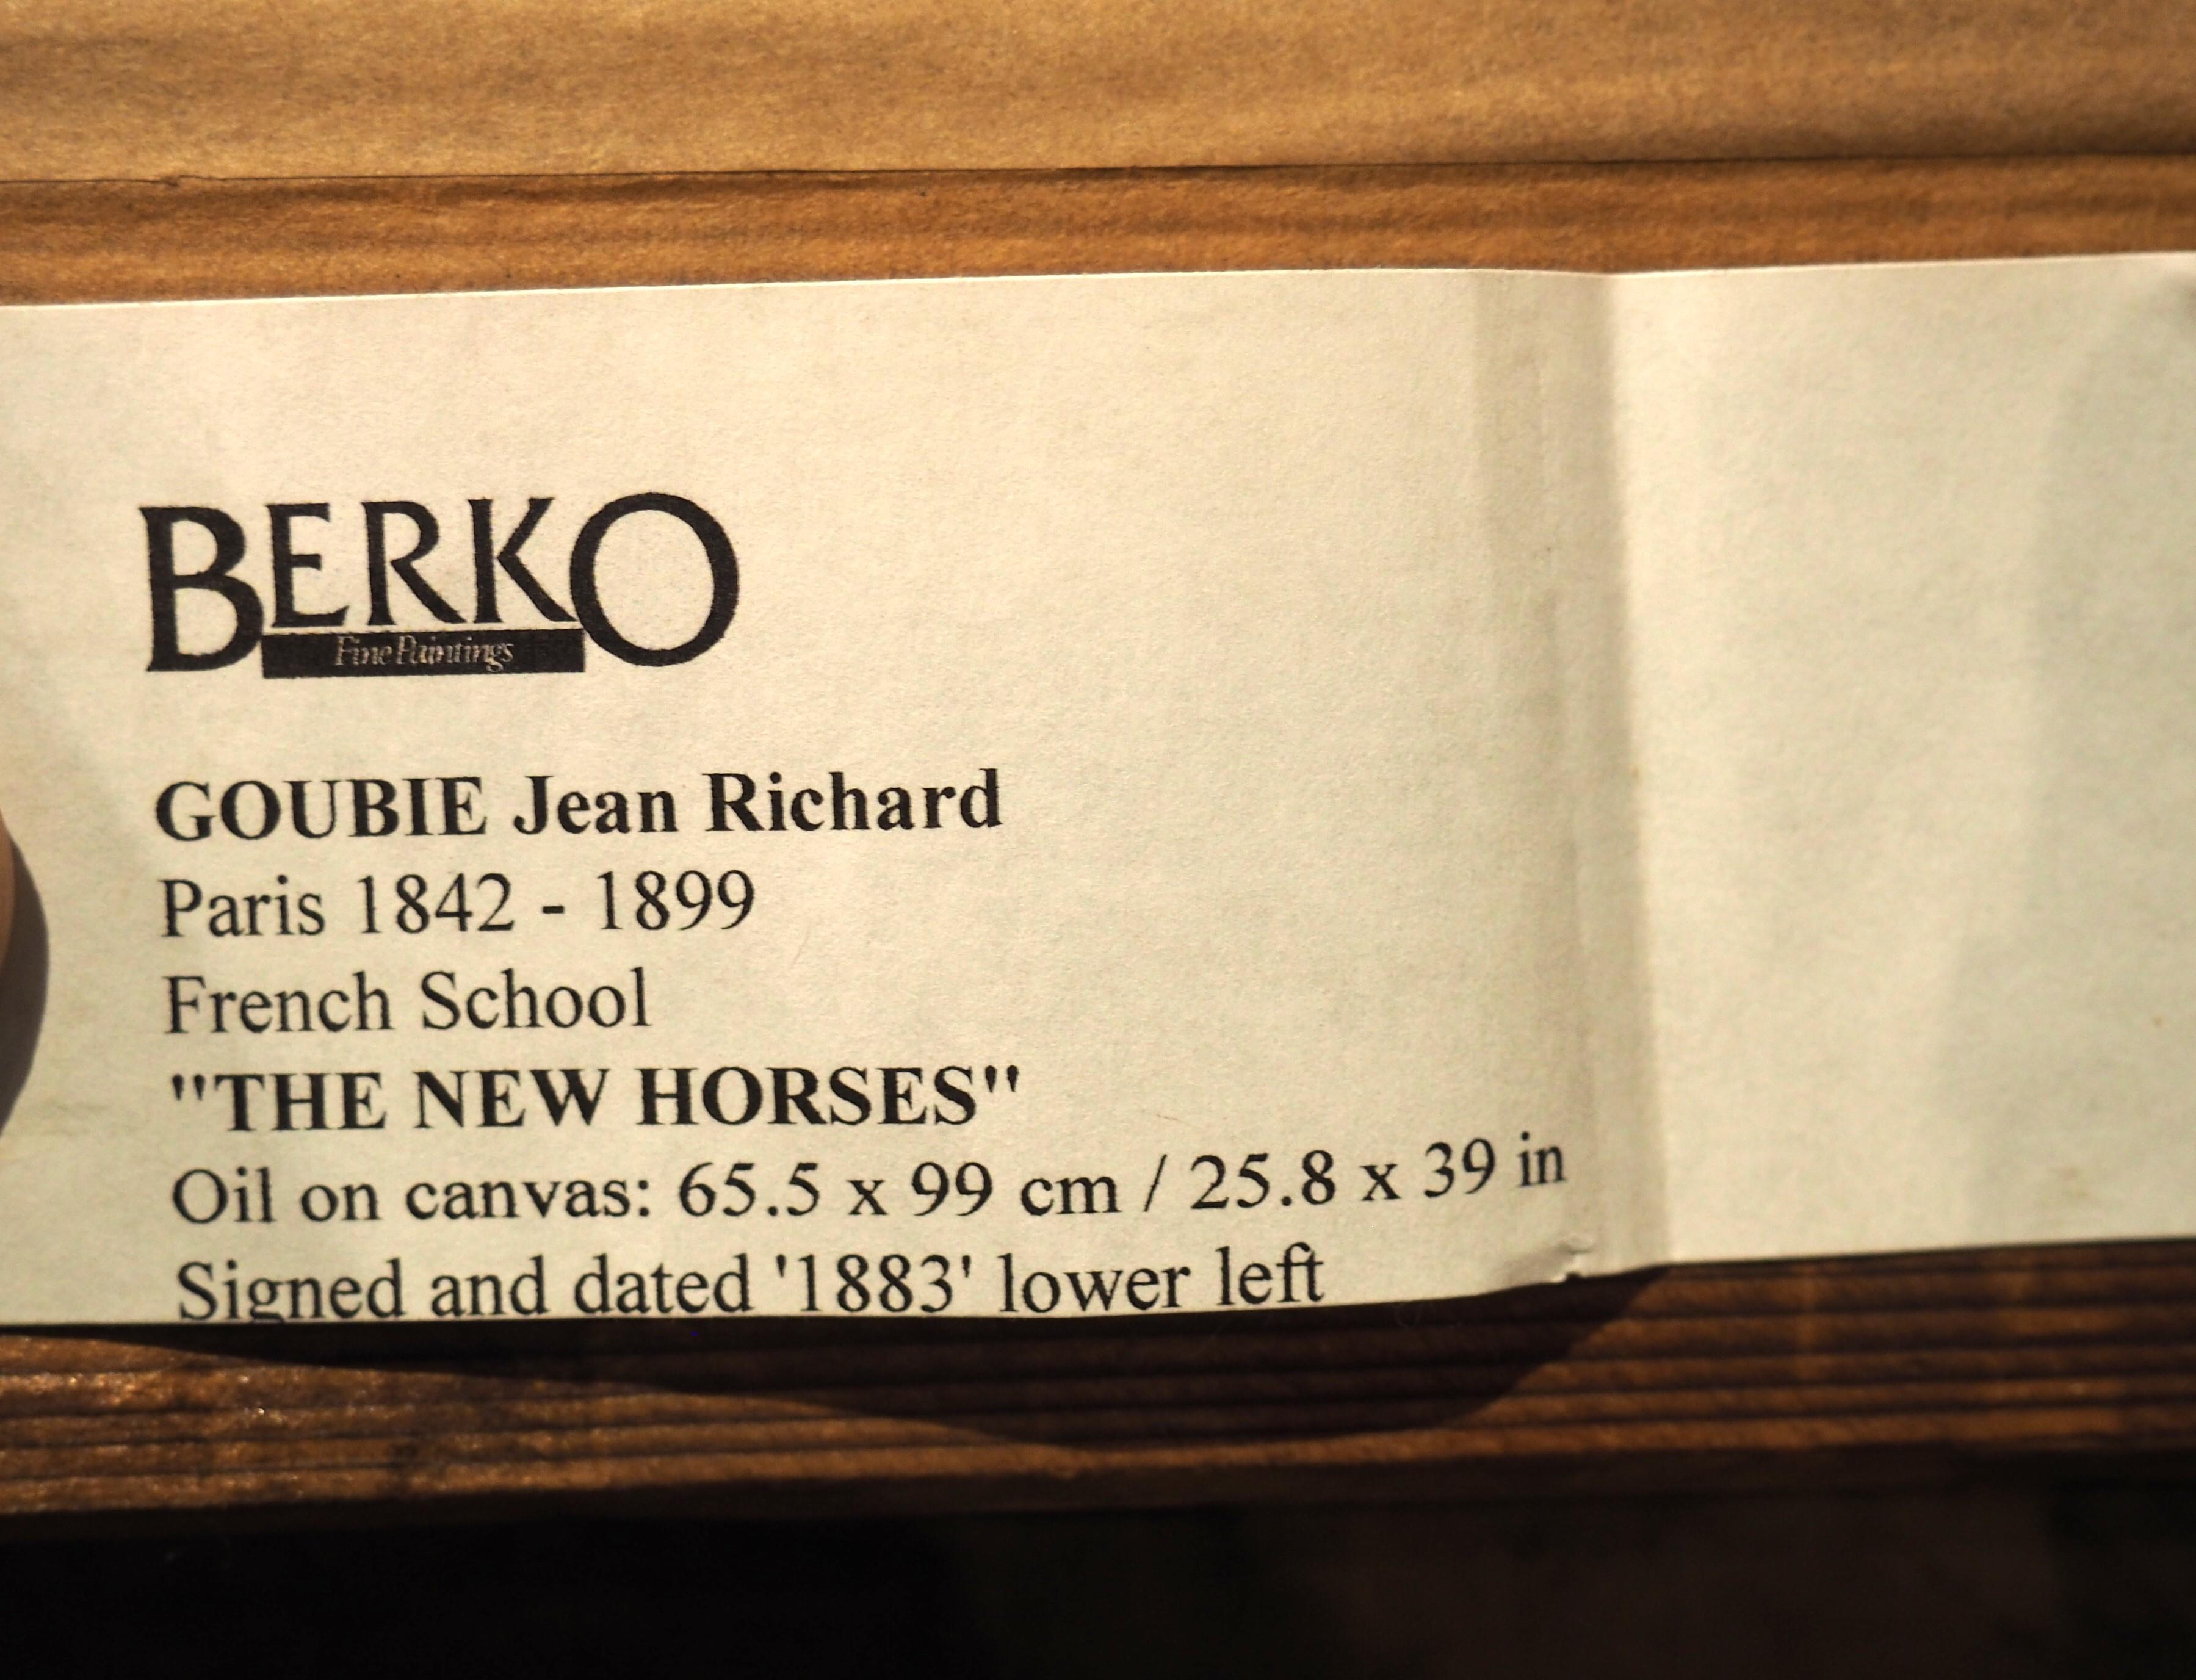 BERKO
Fine Paintings
GOUBIE Jean Richard
Paris 1842 - 1899
French School
"THE NEW HORSES"
Oil on canvas: 65.5 x 99 cm / 25.8 x 39 in
Signed and dated '1883' lower left